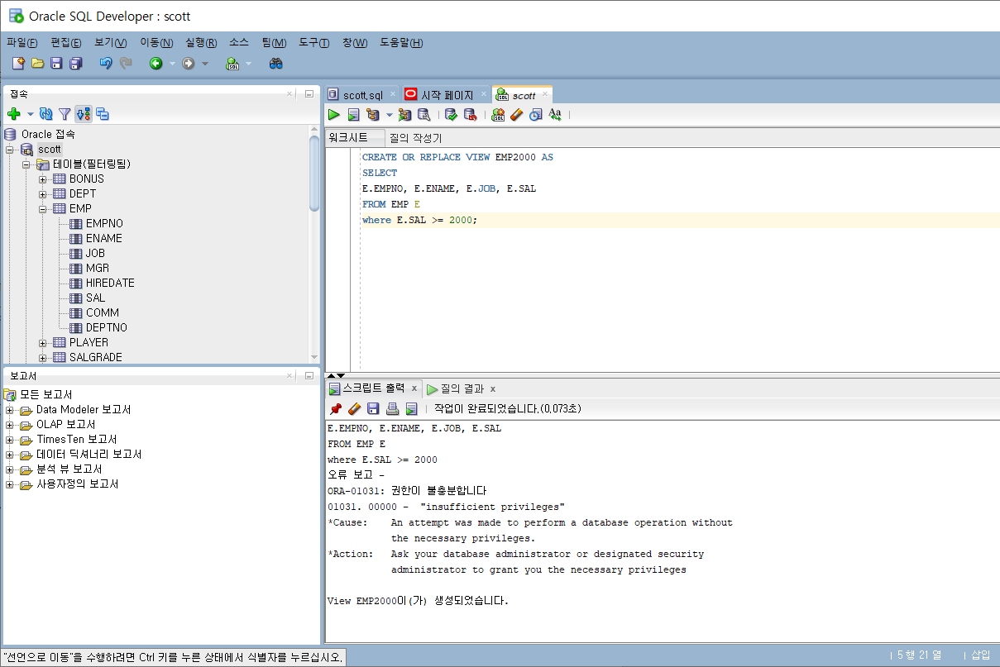 Oracle SQL Developer : scott
파일(F) 편집(E) 보기(V) 이동(N) 실행(R) 소스 팀(M) 도구(T) 창(W) 도움말(H)
접속
Oracle 접속
scott
테이블(필터링됨)
BONUS
DEPT
EMP
EMPNO
ENAME
JOB
MGR
HIREDATE
SAL
COMM
DEPTNO
PLAYER
SALGRADE
보고서
모든 보고서
Data Modeler 보고서
OLAP 보고서
TimesTen 보고서
데이터 딕셔너리 보고서
분석 뷰 보고서
사용자정의 보고서
scott.sql 시작 페이지 scott
워크시트 질의 작성기
CREATE OR REPLACE VIEW EMP2000 AS
SELECT
E.EMPNO, E.ENAME, E.JOB, E.SAL
FROM EMP E
where E.SAL >= 2000;
스크립트 출력 x 질의 결과 x
작업이 완료되었습니다.(0.073초)
E.EMPNO, E.ENAME, E.JOB, E.SAL
FROM EMP E
where E.SAL >= 2000
오류 보고 -
ORA-01031: 권한이 불충분합니다
01031. 00000 - "insufficient privileges"
*Cause: An attempt was made to perform a database operation without
the necessary privileges.
*Action: Ask your database administrator or designated security
administrator to grant you the necessary privileges
View EMP2000이(가) 생성되었습니다.
"선언으로 이동"을 수행하려면 Ctrl 키를 누른 상태에서 식별자를 누르십시오.
5 행 21 열 삽입